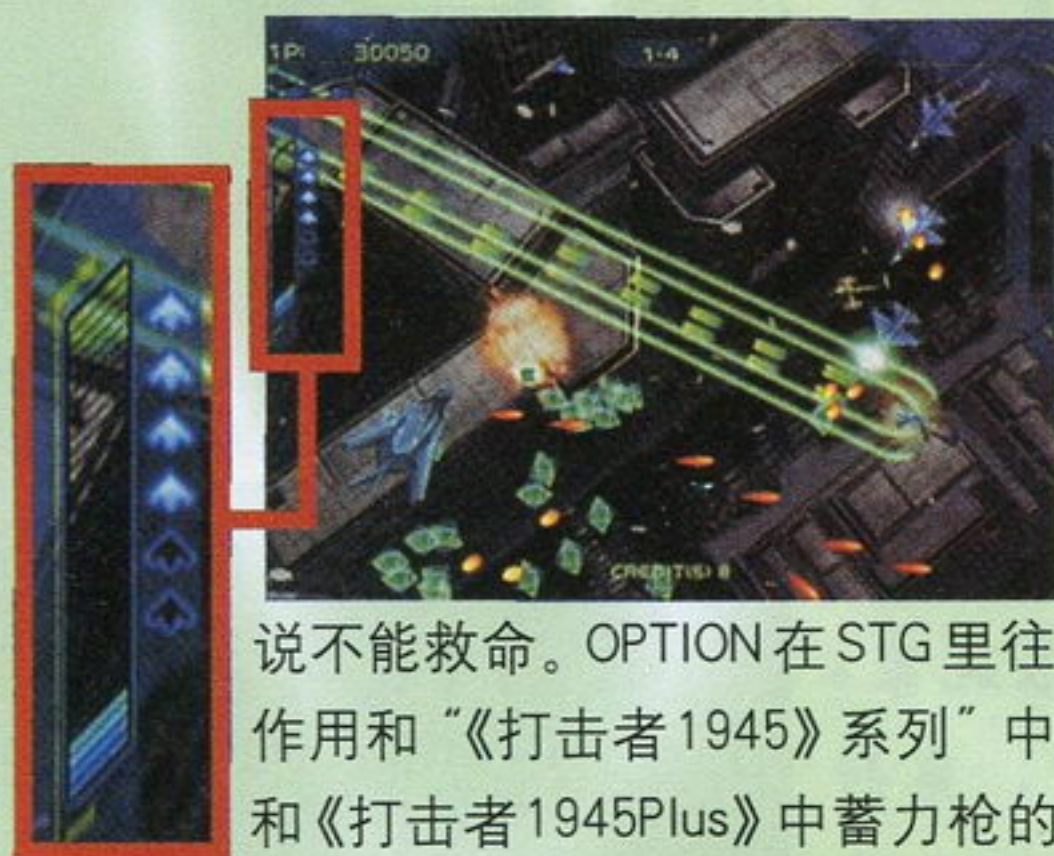 1P: 30050 1-4
CREDIT(S) 8
说不能救命。OPTION在STG里往
作用和“《打击者1945》系列”中
和《打击者1945Plus》中蓄力枪的